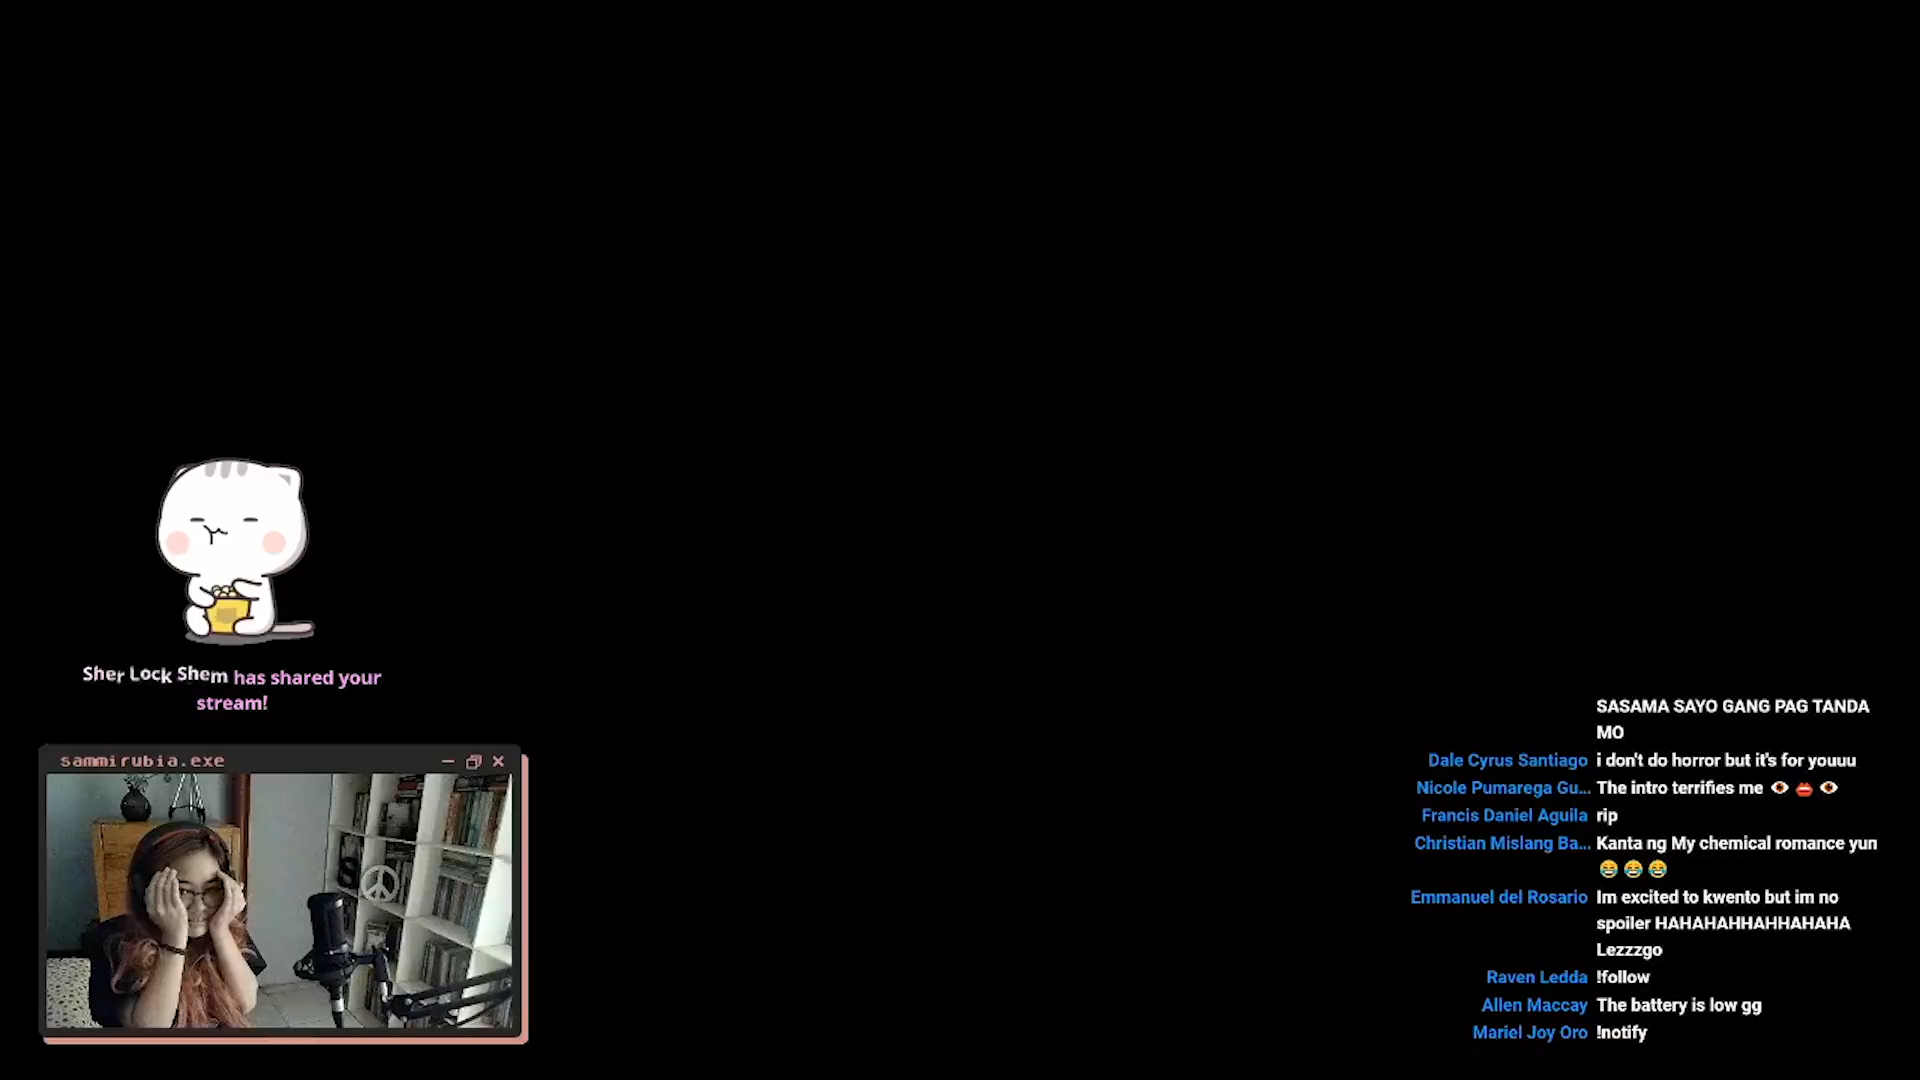 Sher Lock Shem has shared your
stream!
sammirubia.exe
SASAMA SAYO GANG PAG TANDA
MO
Dale Cyrus Santiago i don't do horror but it's for youuu
Nicole Pumarega Gu... The intro terrifies me 👁️ 👄 👁️
Francis Daniel Aguila rip
Christian Mislang Ba... Kanta ng My chemical romance yun
😂 😂 😂
Emmanuel del Rosario Im excited to kwento but im no
spoiler HAHAHAHHAHHAHAHA
Lezzzgo
Raven Ledda !follow
Allen Maccay The battery is low gg
Mariel Joy Oro !notify